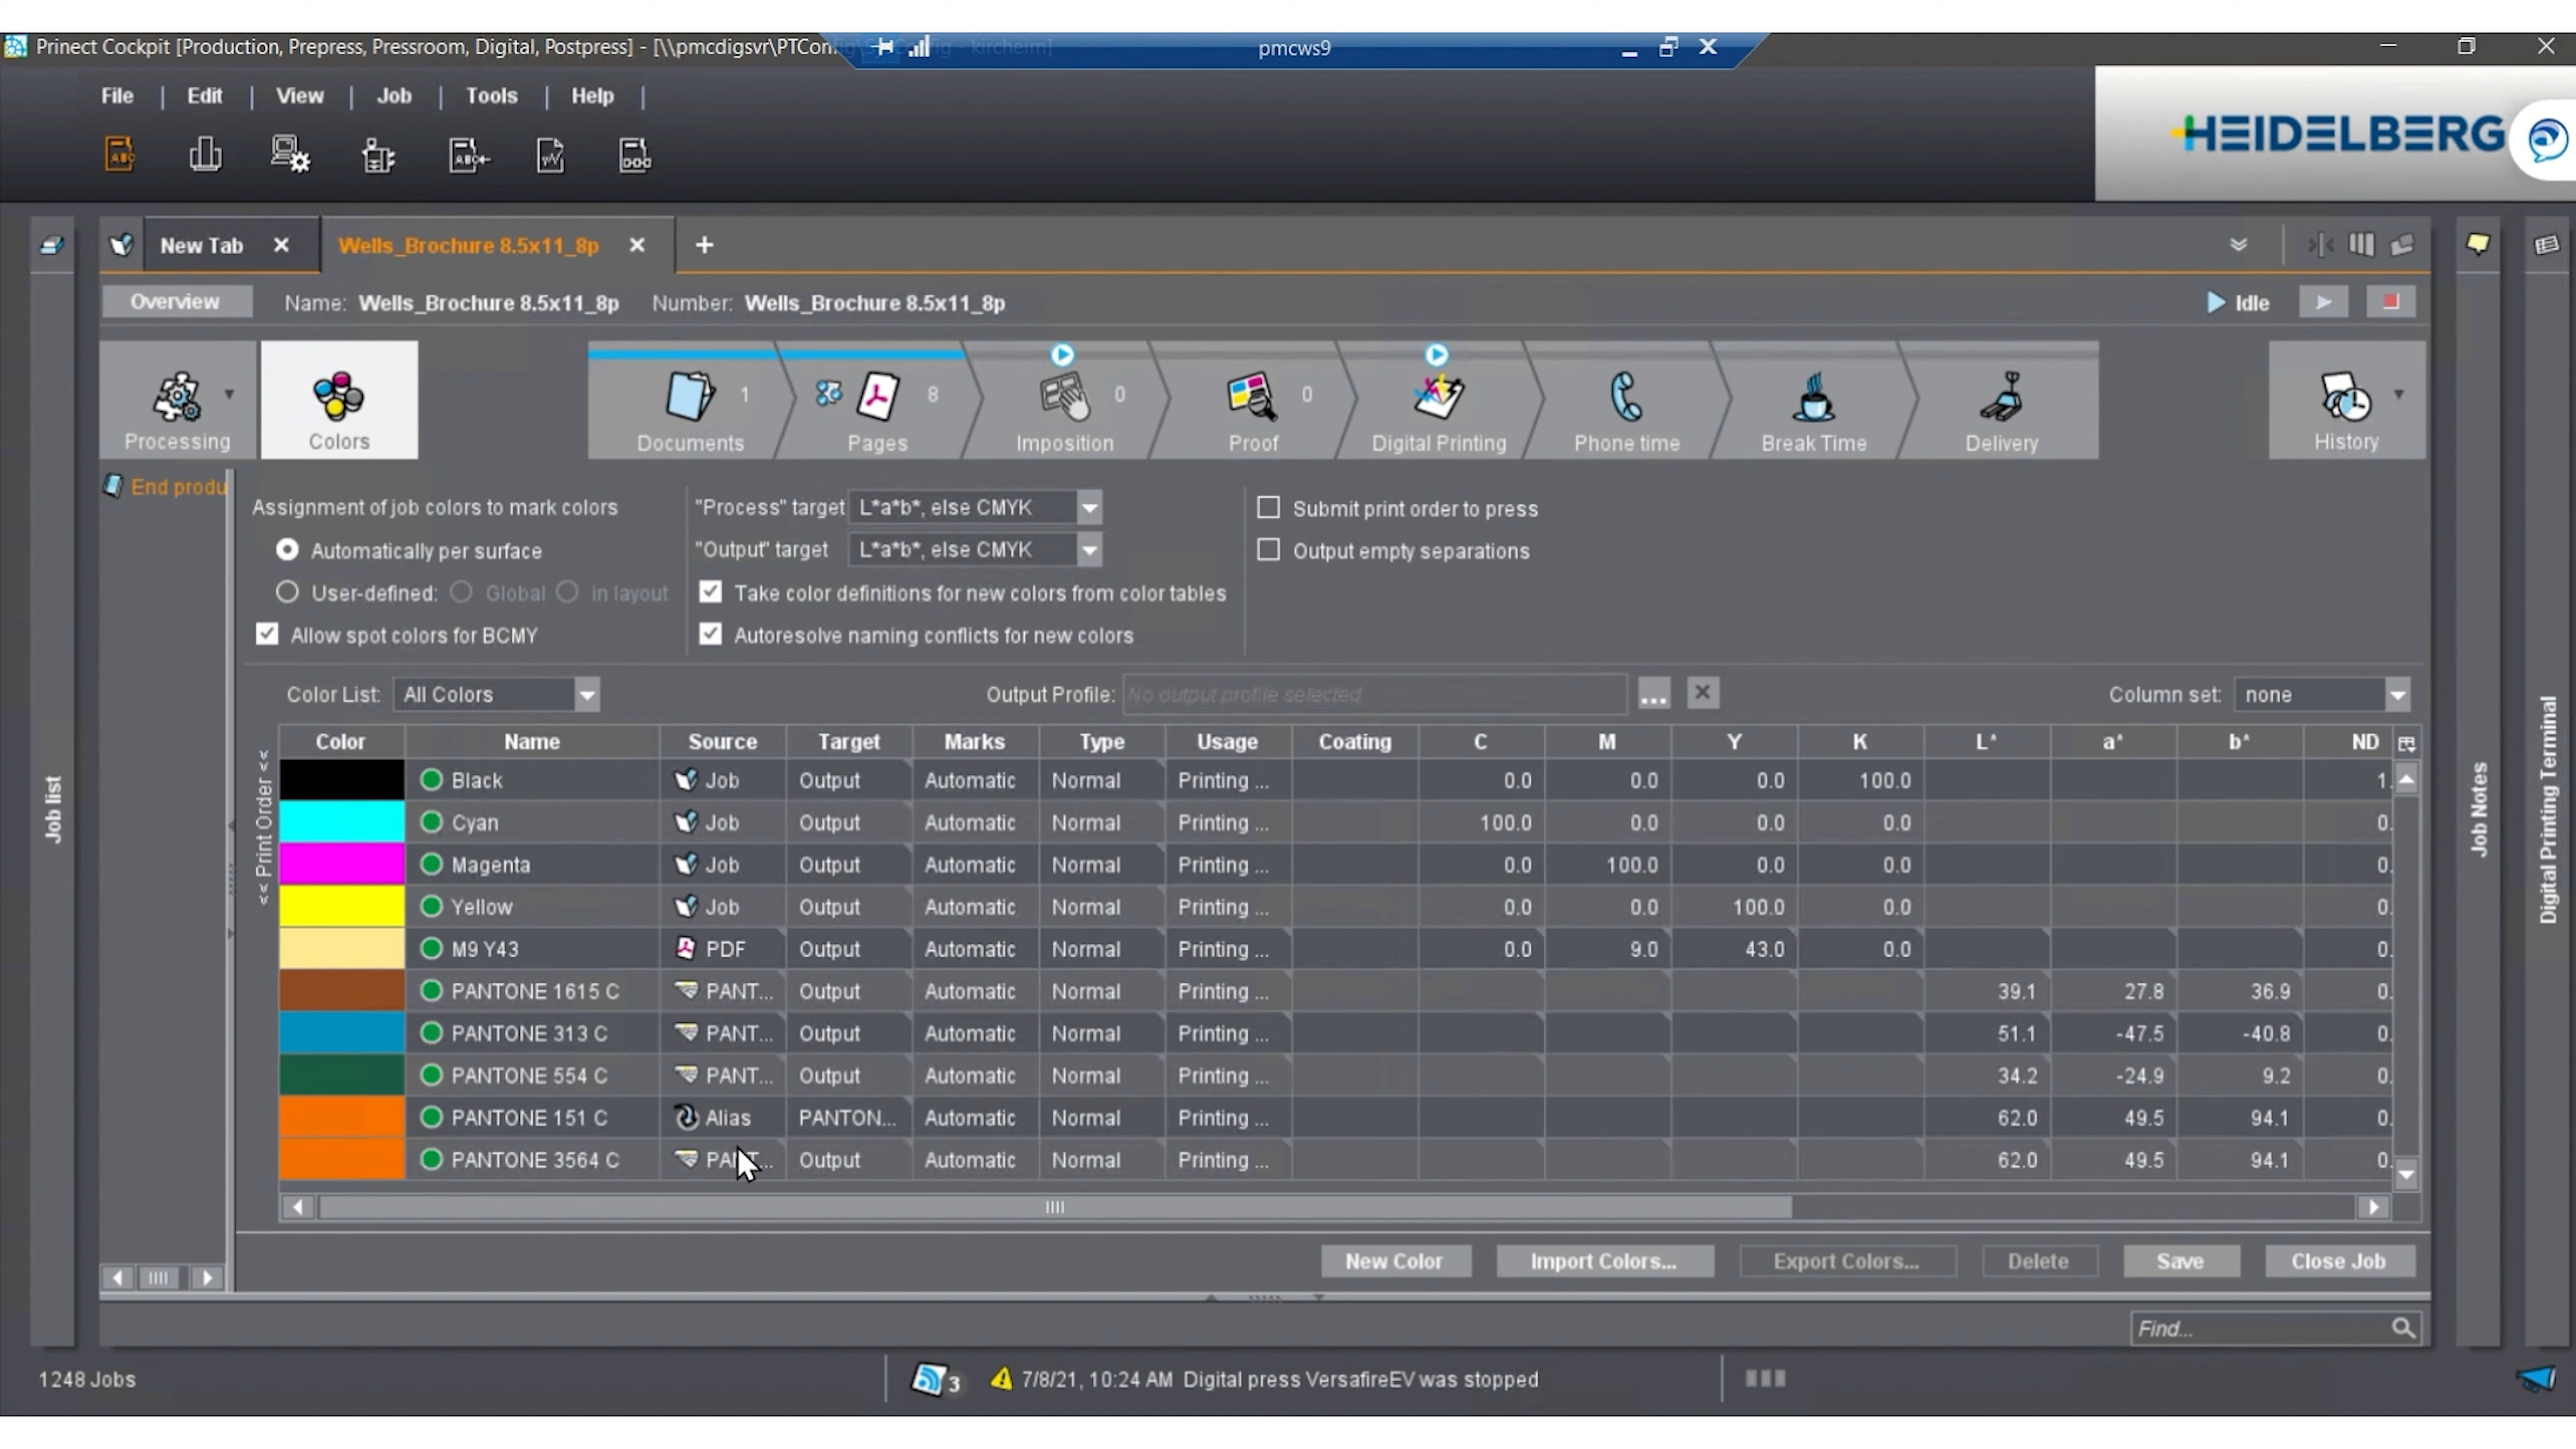 Prinect Cockpit [Production, Prepress, Pressroom, Digital, Postpress] - [\\pmcdigsvr\PTConfig - kircheim]
pmcws9
File | Edit | View | Job | Tools | Help |
HEIDELBERG
New Tab
Wells_Brochure 8.5x11_8p
Overview Name: Wells_Brochure 8.5x11_8p Number: Wells_Brochure 8.5x11_8p Idle
Processing Colors
Documents 1 Pages 8 Imposition 0 Proof 0 Digital Printing Phone time Break Time Delivery
History
End produ
Assignment of job colors to mark colors
Automatically per surface
User-defined: Global in layout
Allow spot colors for BCMY
"Process" target L*a*b*, else CMYK
"Output" target L*a*b*, else CMYK
Take color definitions for new colors from color tables
Autoresolve naming conflicts for new colors
Submit print order to press
Output empty separations
Color List: All Colors Output Profile: No output profile selected ... Column set: none
Color Name Source Target Marks Type Usage Coating C M Y K L* a* b* ND
Black Job Output Automatic Normal Printing ... 0.0 0.0 0.0 100.0 1.
Cyan Job Output Automatic Normal Printing ... 100.0 0.0 0.0 0.0 0.
Magenta Job Output Automatic Normal Printing ... 0.0 100.0 0.0 0.0 0.
Yellow Job Output Automatic Normal Printing ... 0.0 0.0 100.0 0.0 0.
M9 Y43 PDF Output Automatic Normal Printing ... 0.0 9.0 43.0 0.0 0.
PANTONE 1615 C PANT... Output Automatic Normal Printing ... 39.1 27.8 36.9 0.
PANTONE 313 C PANT... Output Automatic Normal Printing ... 51.1 -47.5 -40.8 0.
PANTONE 554 C PANT... Output Automatic Normal Printing ... 34.2 -24.9 9.2 0.
PANTONE 151 C Alias PANTON... Automatic Normal Printing ... 62.0 49.5 94.1 0.
PANTONE 3564 C PANT... Output Automatic Normal Printing ... 62.0 49.5 94.1 0.
<< Print Order <<
Job list
Job Notes
Digital Printing Terminal
New Color Import Colors... Export Colors... Delete Save Close Job
Find...
1248 Jobs 3 7/8/21, 10:24 AM Digital press VersafireEV was stopped